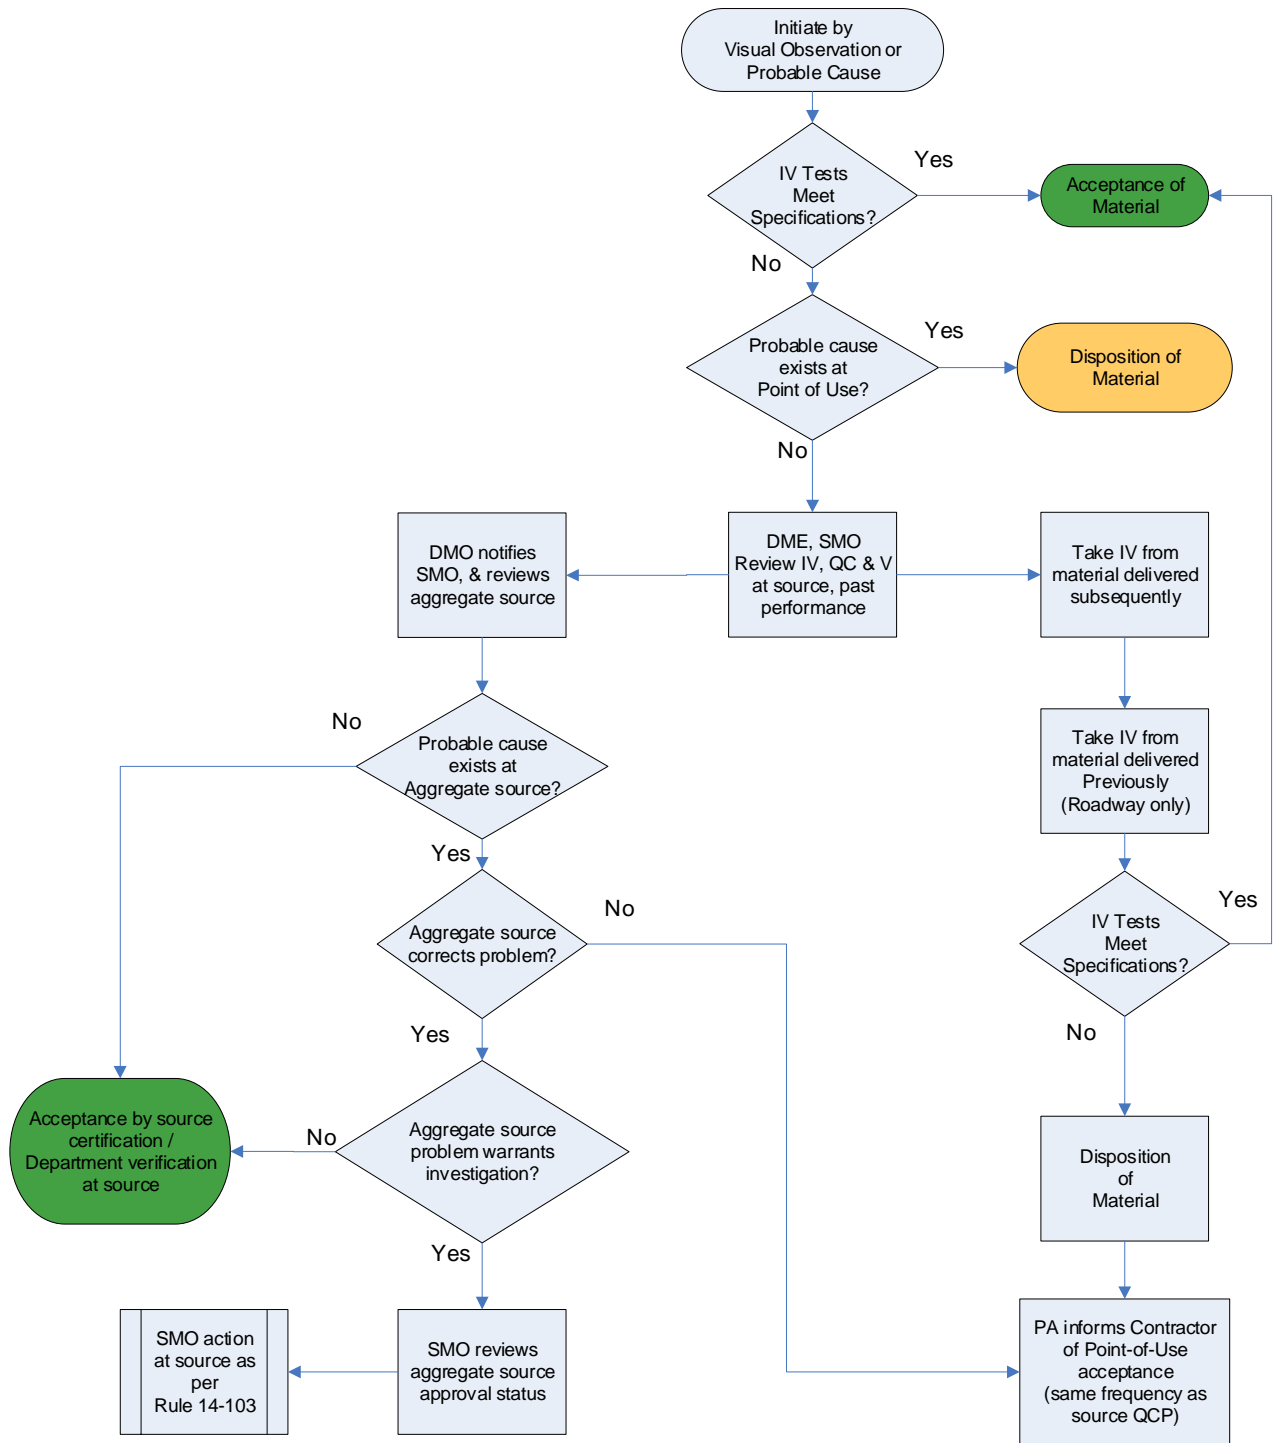 Initiate by
Visual Observation or
Probable Cause
IV Tests
Meet
Specifications?
Yes
Acceptance of
Material
No
Probable cause
exists at
Point of Use?
Yes
Disposition of
Material
No
DMO notifies
SMO, & reviews
aggregate source
DME, SMO
Review IV, QC & V
at source, past
performance
Take IV from
material delivered
subsequently
No
Probable cause
exists at
Aggregate source?
Take IV from
material delivered
Previously
(Roadway only)
Yes
Aggregate source
corrects problem?
No
IV Tests
Meet
Specifications?
Yes
Yes
No
Acceptance by source
certification /
Department verification
at source
No
Aggregate source
problem warrants
investigation?
Disposition
of
Material
Yes
SMO action
at source as
per
Rule 14-103
SMO reviews
aggregate source
approval status
PA informs Contractor
of Point-of-Use
acceptance
(same frequency as
source QCP)